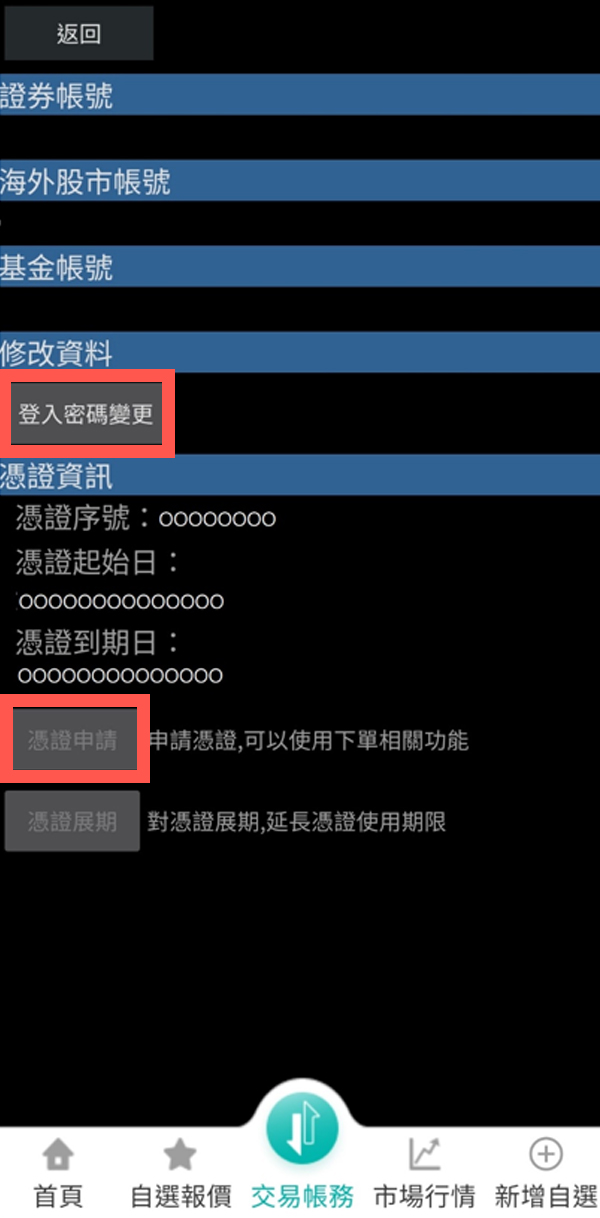 返回
證券帳號
海外股市帳號
基金帳號
修改資料
登入密碼變更
憑證資訊
憑證序號：oooooooo
憑證起始日：
oooooooooooooo
憑證到期日：
oooooooooooooo
憑證申請 申請憑證,可以使用下單相關功能
憑證展期 對憑證展期,延長憑證使用期限
首頁 自選報價 交易帳務 市場行情 新增自選